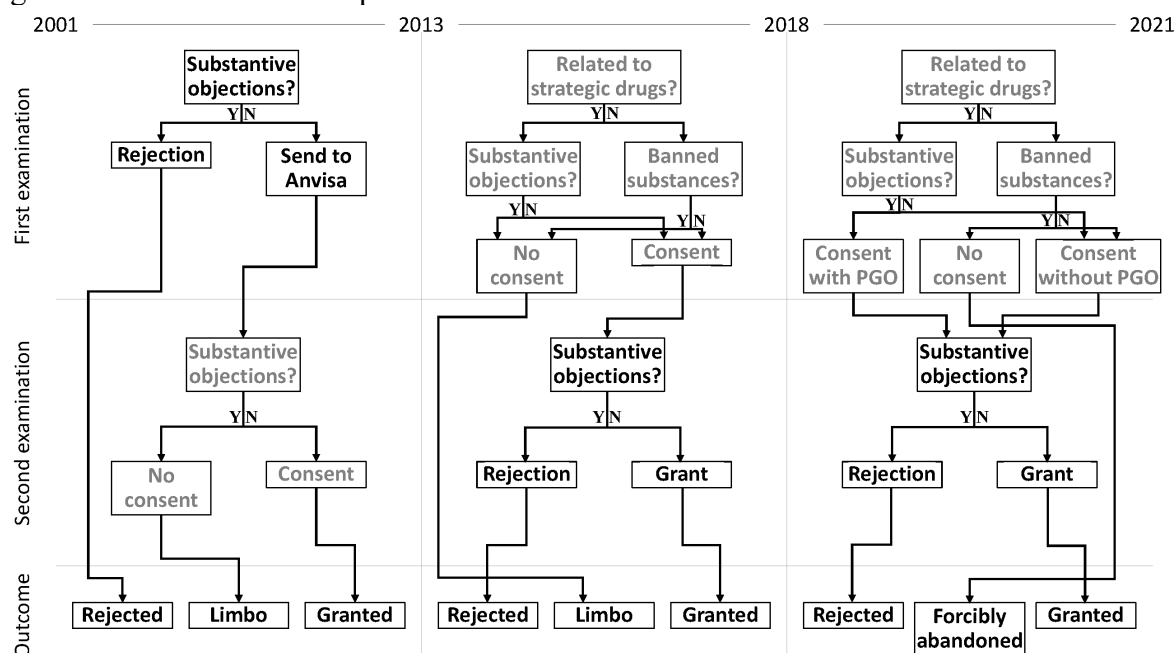 2001
2013
2018
2021
First examination
Second examination
Outcome
Substantive
objections?
Y N
Rejection
Send to
Anvisa
Substantive
objections?
Y N
No
consent
Consent
Rejected
Limbo
Granted
Related to
strategic drugs?
Y N
Substantive
objections?
Banned
substances?
Y N
Y N
No
consent
Consent
Substantive
objections?
Y N
Rejection
Grant
Rejected
Limbo
Granted
Related to
strategic drugs?
Y N
Substantive
objections?
Banned
substances?
Y N
Y N
Consent
with PGO
No
consent
Consent
without PGO
Substantive
objections?
Y N
Rejection
Grant
Rejected
Forcibly
abandoned
Granted